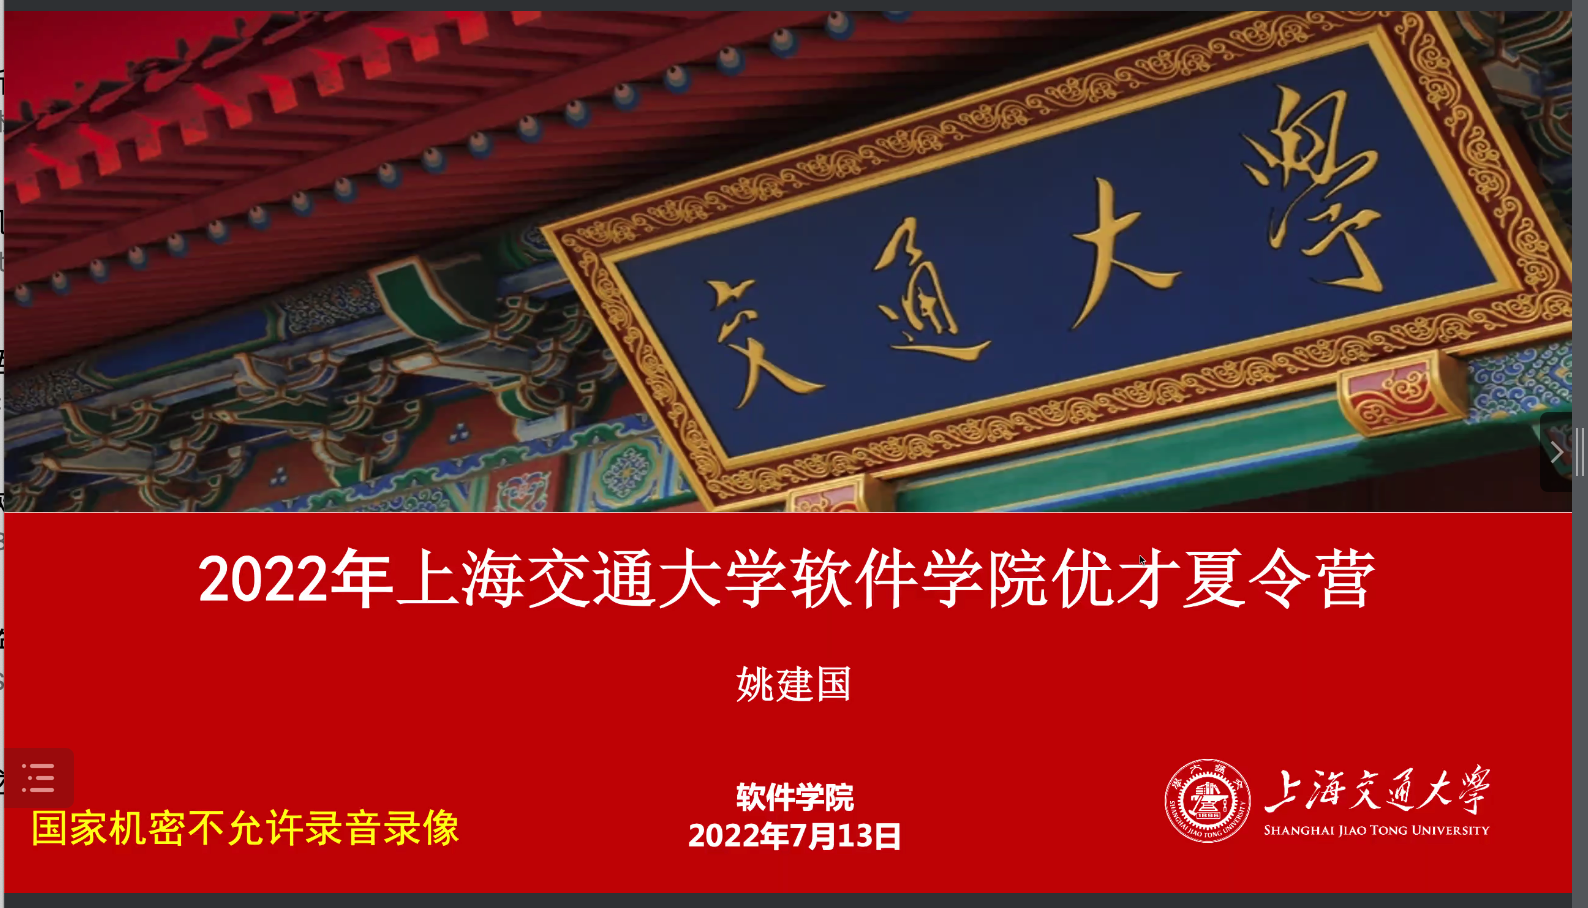 交通大學
2022年上海交通大学软件学院优才夏令营
姚建国
软件学院
2022年7月13日
国家机密不允许录音录像
上海交通大學
SHANGHAI JIAO TONG UNIVERSITY
1896